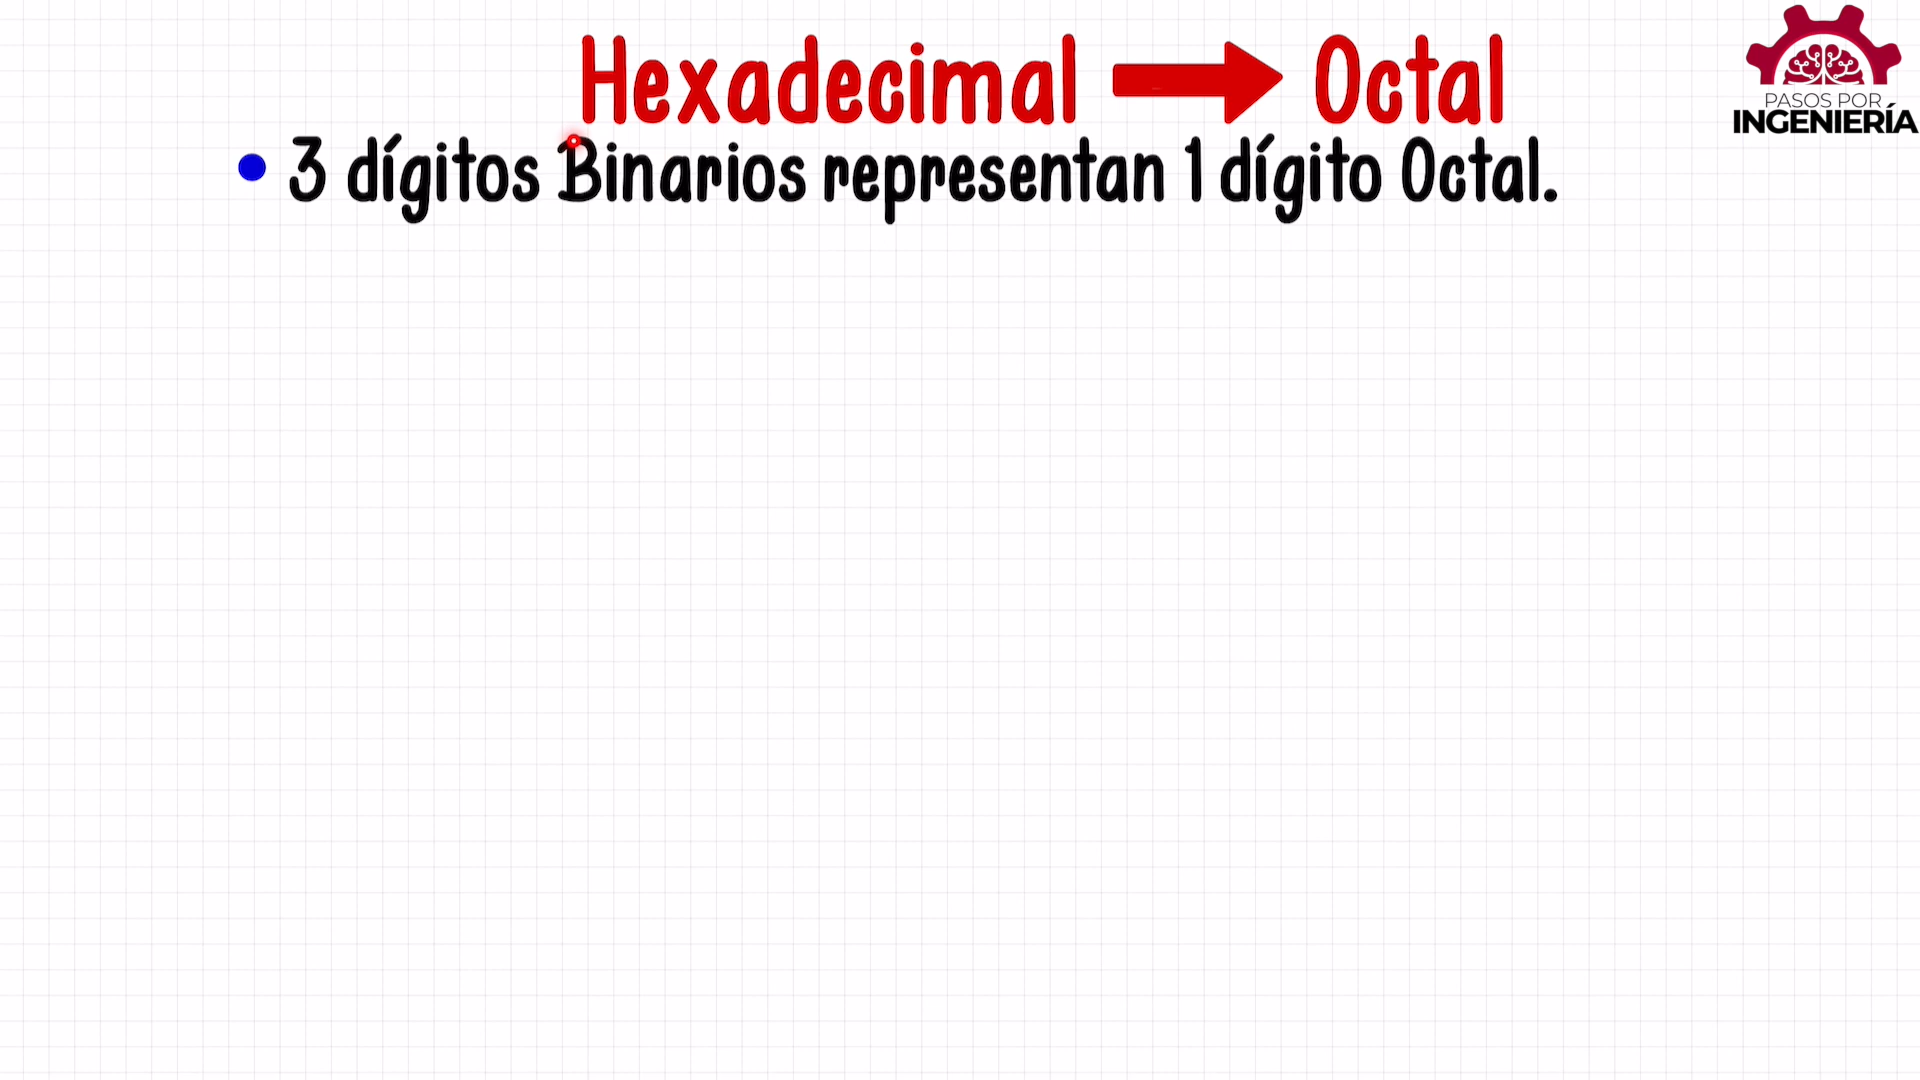 Hexadecimal → Octal
PASOS POR
INGENIERÍA
• 3 dígitos Binarios representan 1 dígito Octal.